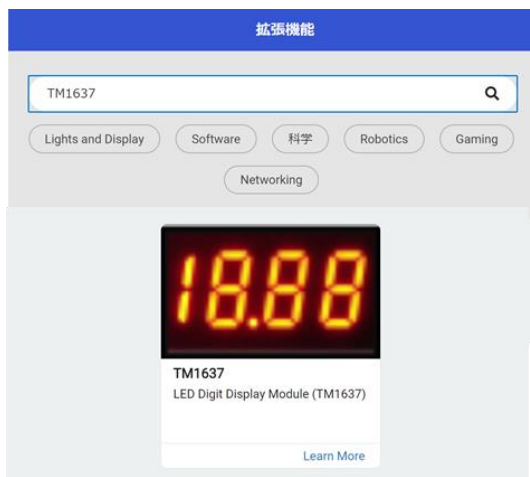 拡張機能
TM1637
Lights and Display
Software
科学
Robotics
Gaming
Networking
18.88
TM1637
LED Digit Display Module (TM1637)
Learn More